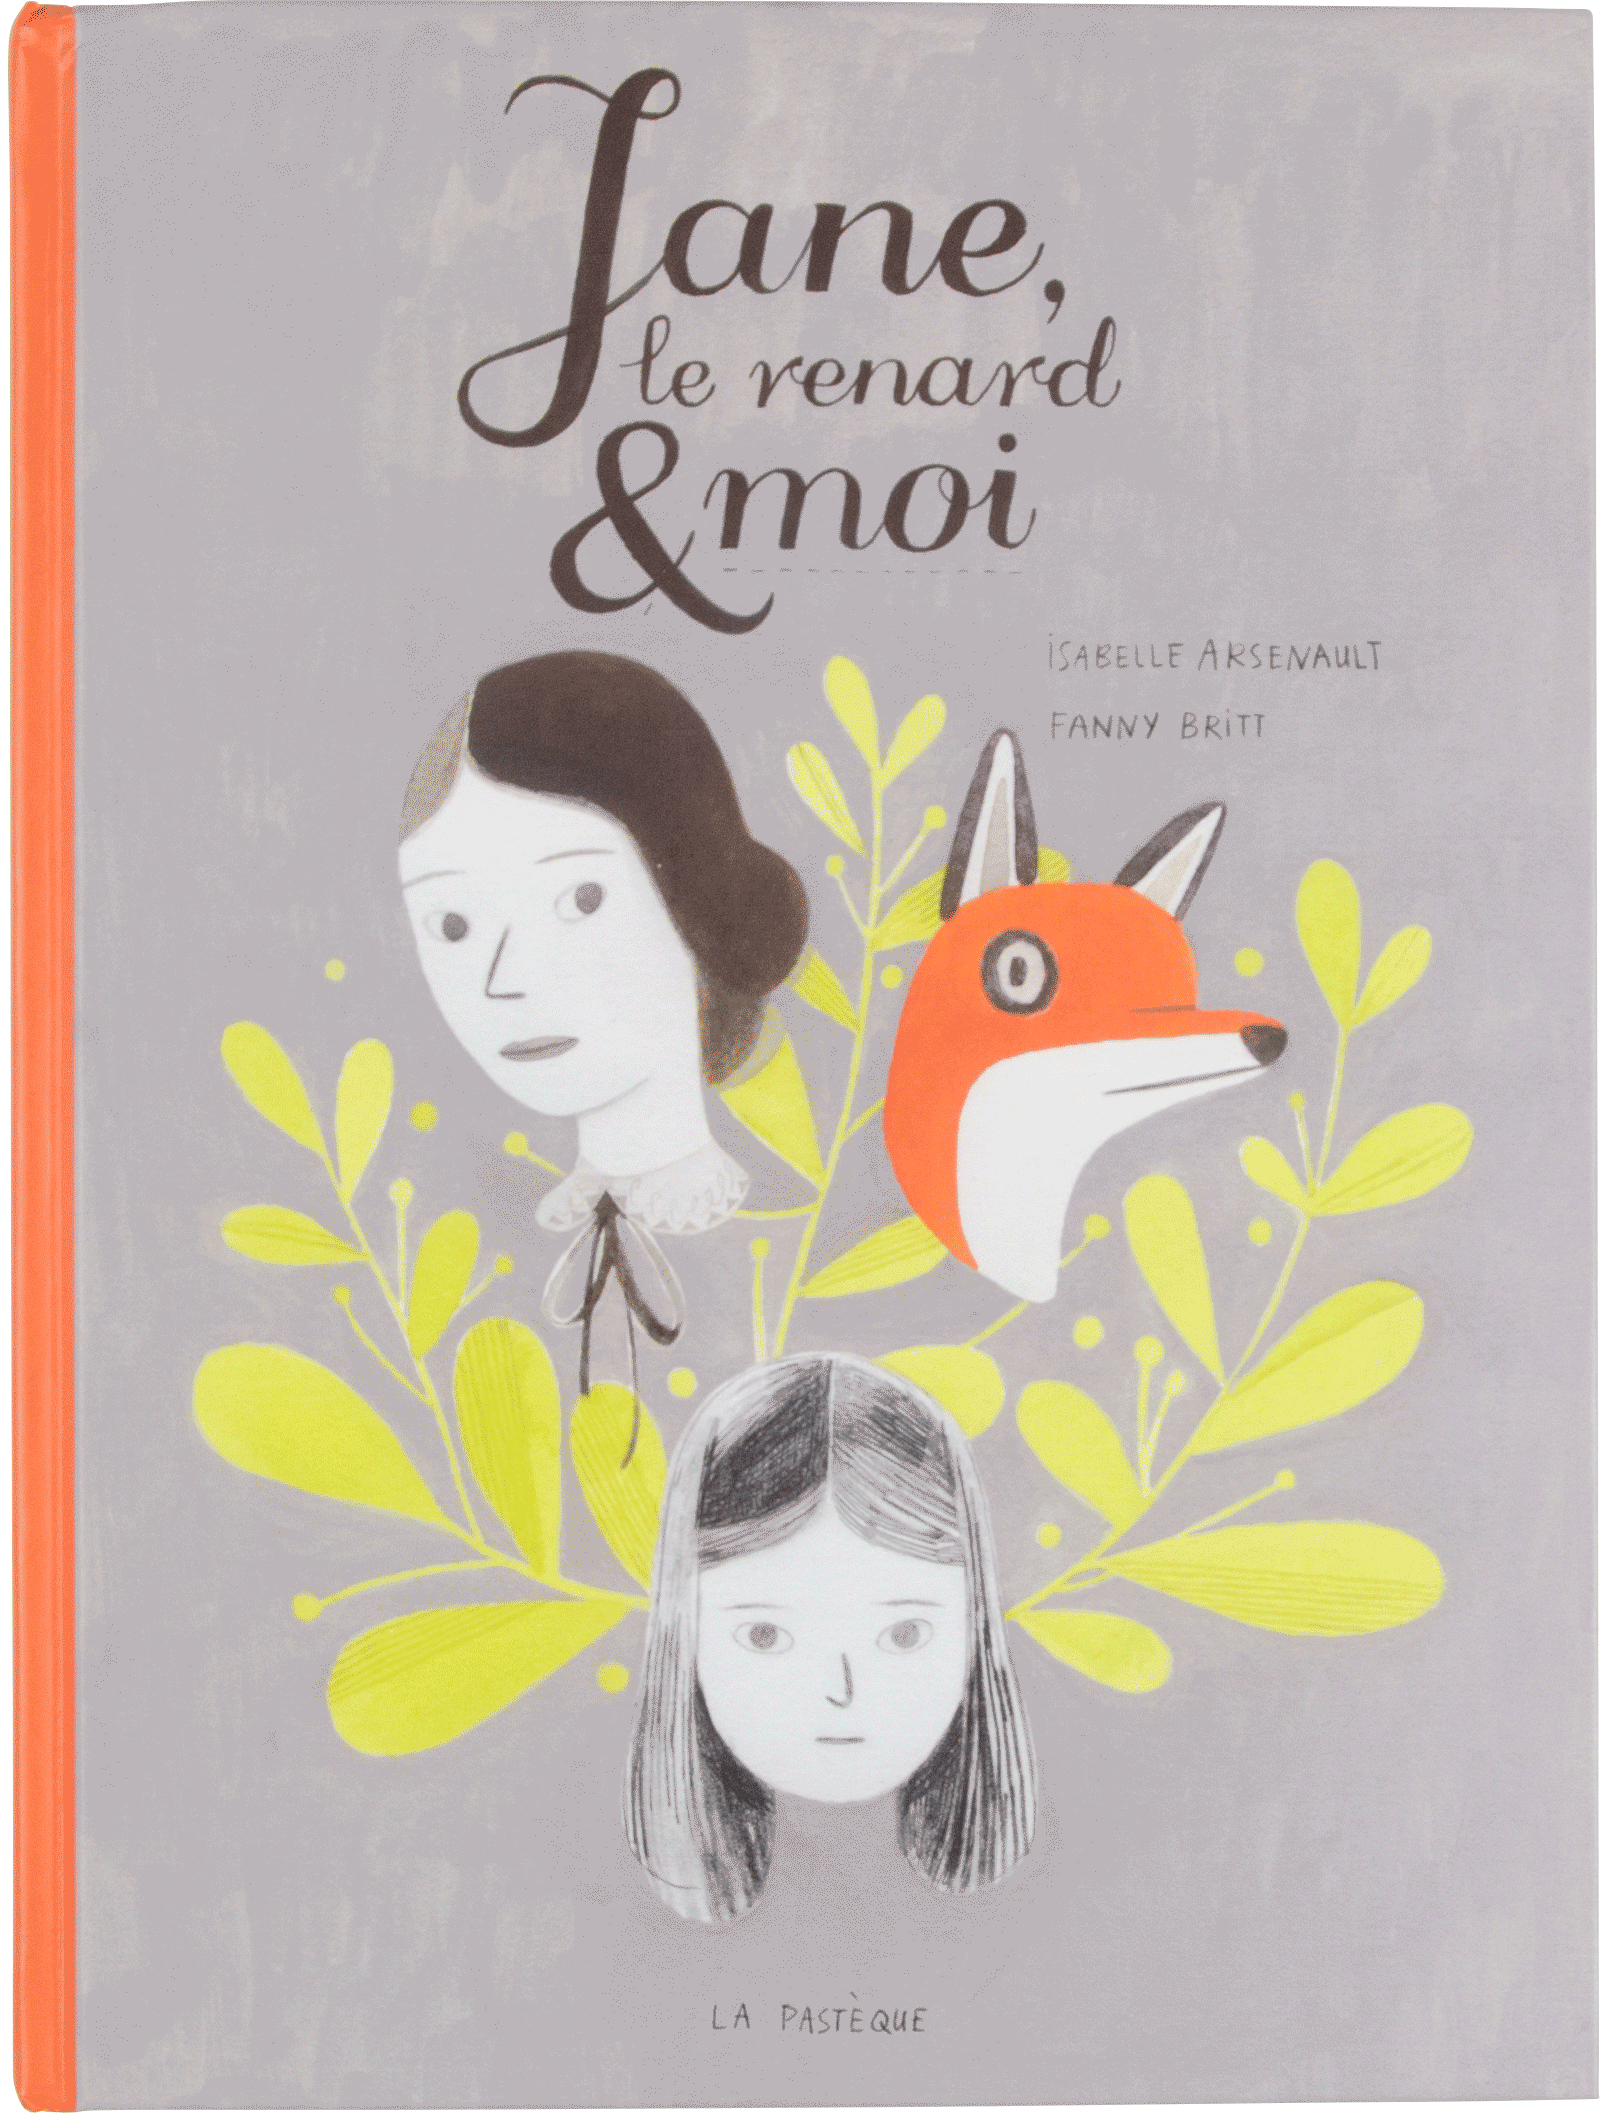 Jane,
le renard
& moi
ISABELLE ARSENAULT
FANNY BRITT
LA PASTÈQUE